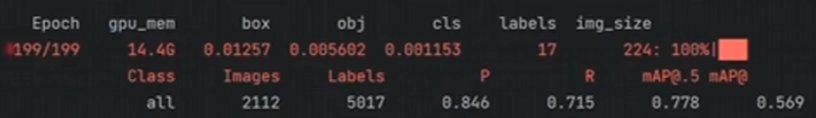 Epoch gpu_mem box obj cls labels img_size
199/199 14.4G 0.01257 0.005602 0.001153 17 224: 100%|
Class Images Labels P R mAP@.5 mAP@
all 2112 5017 0.846 0.715 0.778 0.569